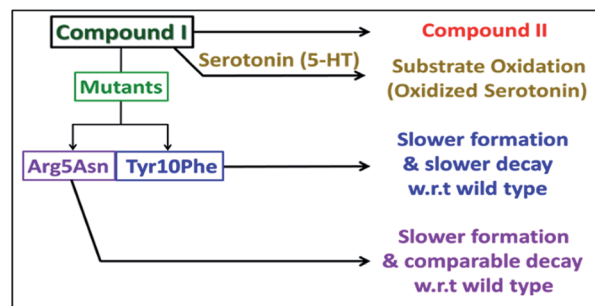 Compound I
Compound II
Serotonin (5-HT)
Substrate Oxidation
(Oxidized Serotonin)
Mutants
Arg5Asn
Tyr10Phe
Slower formation
& slower decay
w.r.t wild type
Slower formation
& comparable decay
w.r.t wild type